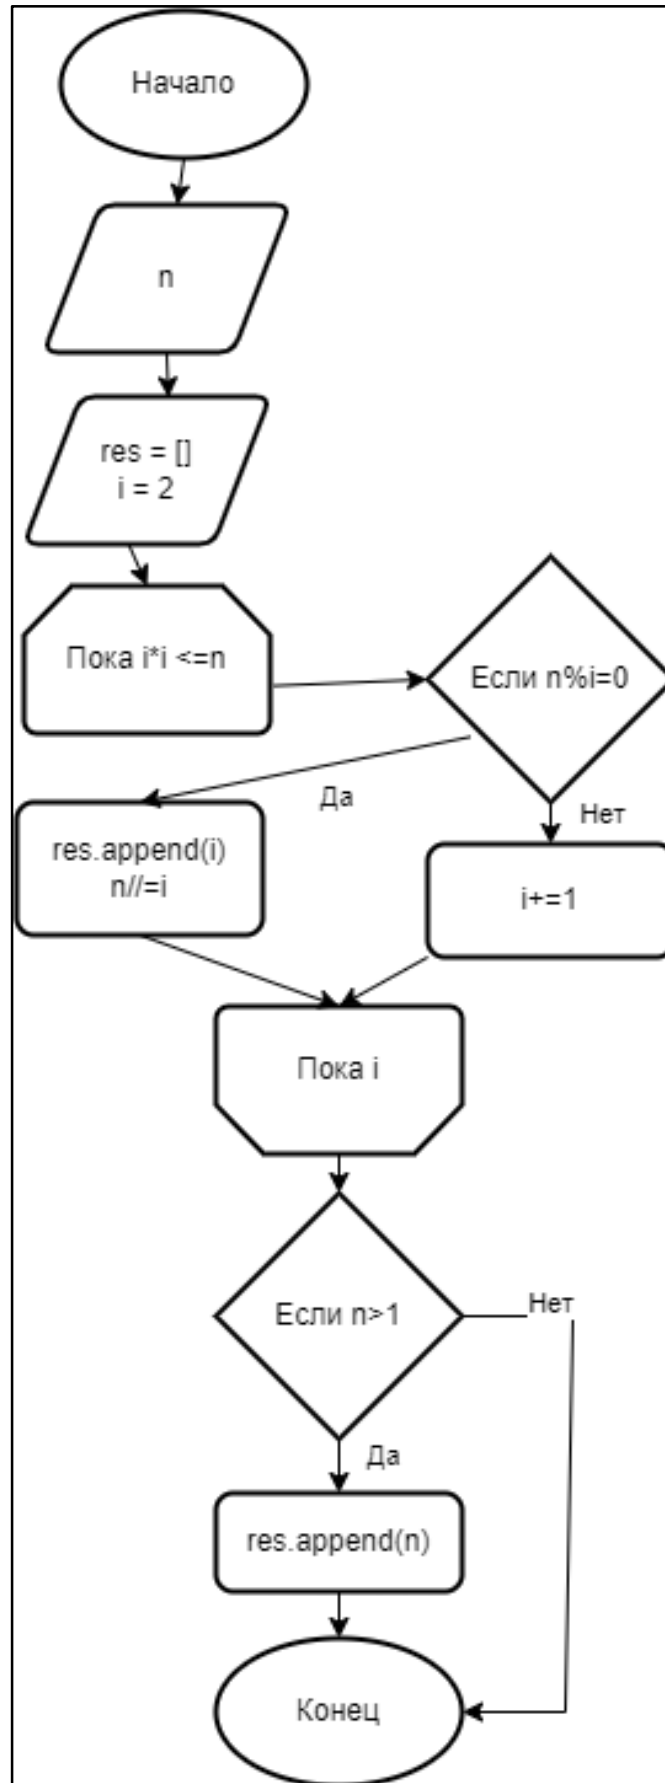 Начало
n
res = []
i = 2
Пока i*i <=n
Если n%i=0
Да
Нет
res.append(i)
n//=i
i+=1
Пока i
Если n>1
Нет
Да
res.append(n)
Конец